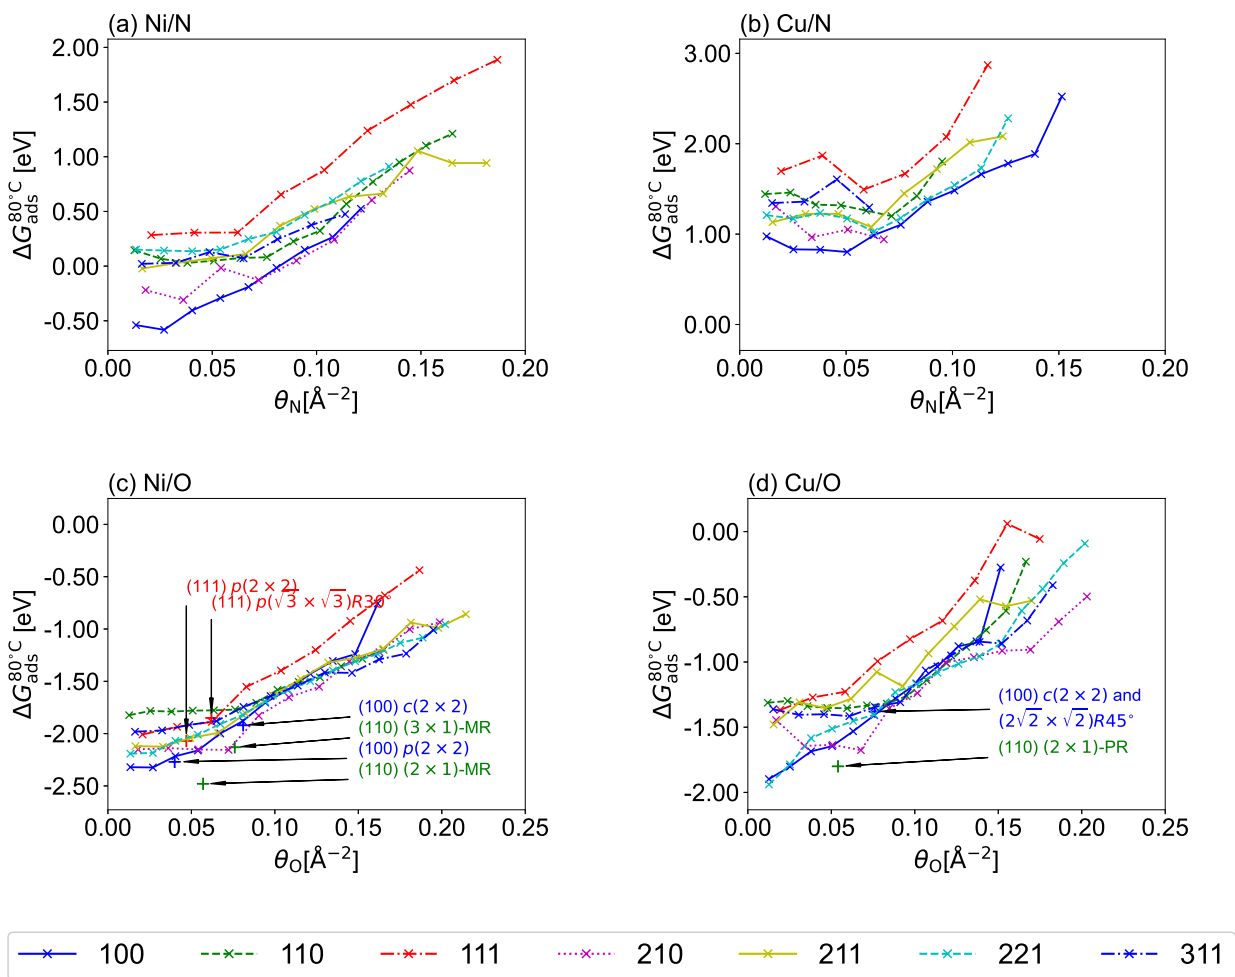 (a) Ni/N
2.00
1.50
1.00
0.50
0.00
-0.50
0.00 0.05 0.10 0.15 0.20
ΔG_ads^80°C [eV]
θ_N[Å⁻²]
(b) Cu/N
3.00
2.00
1.00
0.00
0.00 0.05 0.10 0.15 0.20
ΔG_ads^80°C [eV]
θ_N[Å⁻²]
(c) Ni/O
0.00
-0.50
-1.00
-1.50
-2.00
-2.50
0.00 0.05 0.10 0.15 0.20 0.25
ΔG_ads^80°C [eV]
θ_O[Å⁻²]
(111) p(2 × 2)
(111) p(√3 × √3)R30°
(100) c(2 × 2)
(110) (3 × 1)-MR
(100) p(2 × 2)
(110) (2 × 1)-MR
(d) Cu/O
0.00
-0.50
-1.00
-1.50
-2.00
0.00 0.05 0.10 0.15 0.20 0.25
ΔG_ads^80°C [eV]
θ_O[Å⁻²]
(100) c(2 × 2) and
(2√2 × √2)R45°
(110) (2 × 1)-PR
100 110 111 210 211 221 311